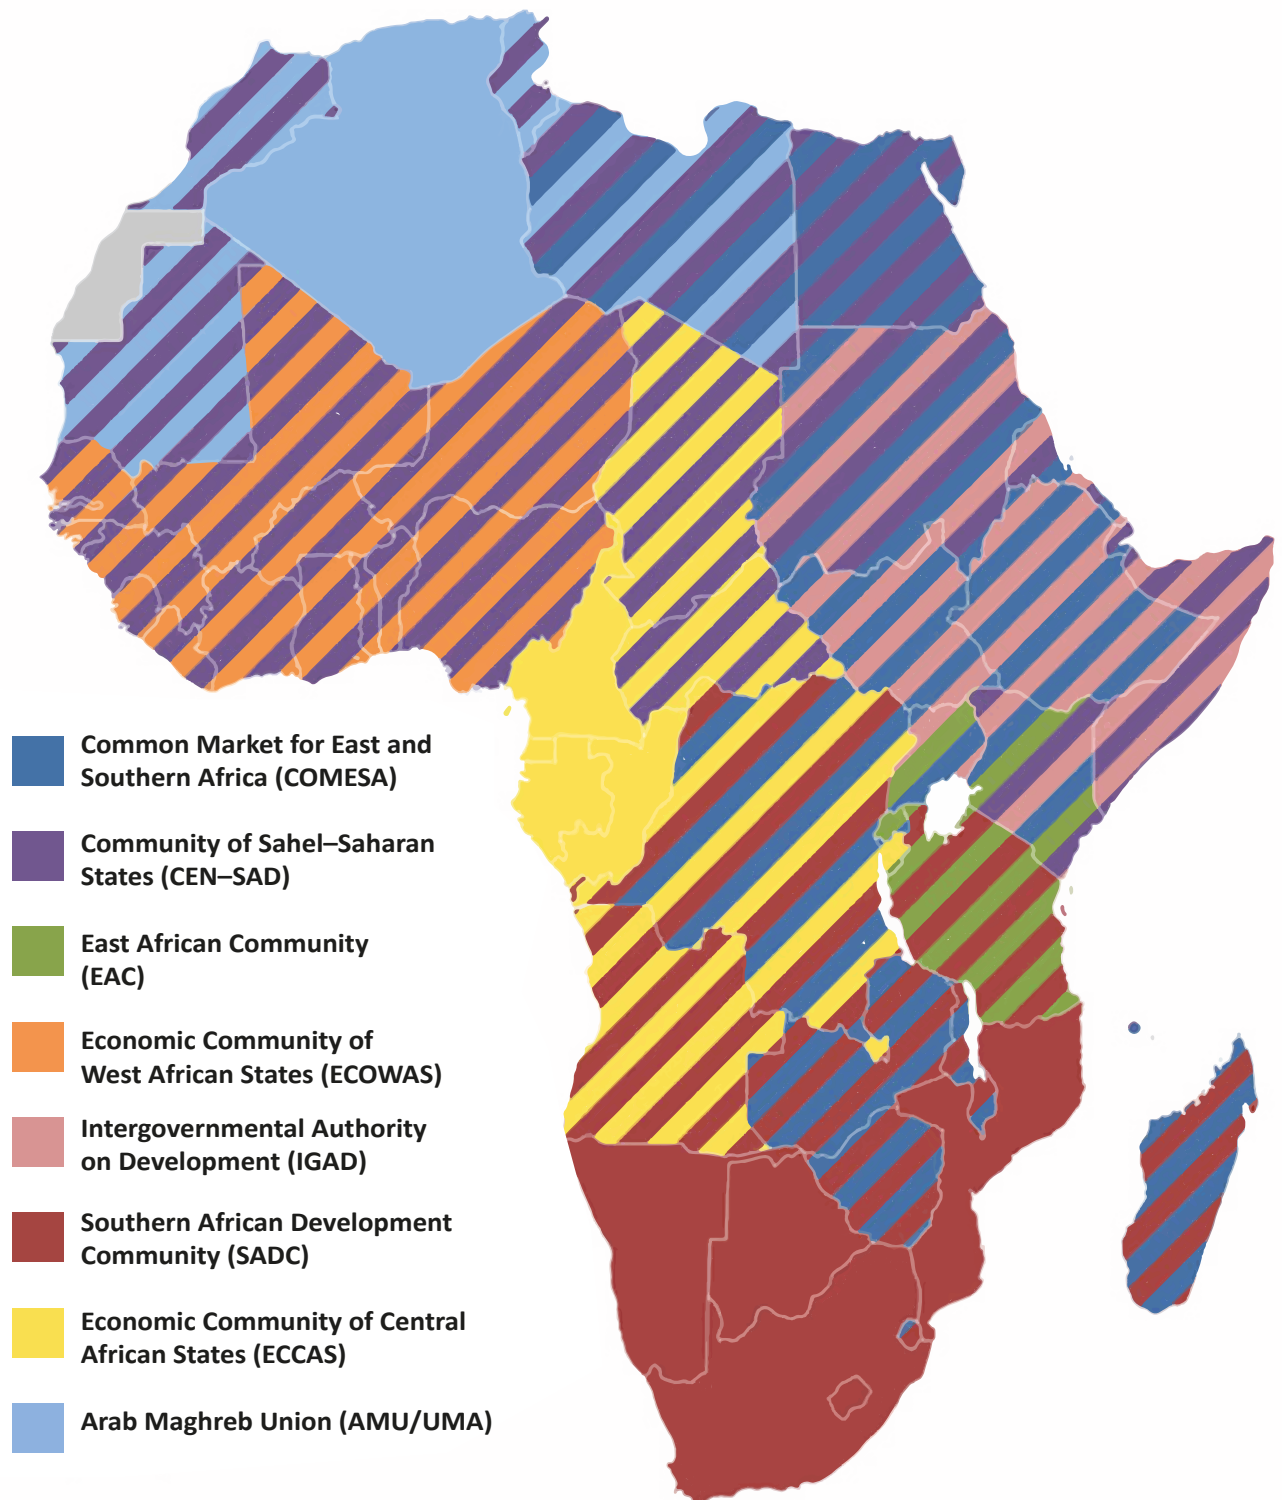 Common Market for East and
Southern Africa (COMESA)
Community of Sahel–Saharan
States (CEN–SAD)
East African Community
(EAC)
Economic Community of
West African States (ECOWAS)
Intergovernmental Authority
on Development (IGAD)
Southern African Development
Community (SADC)
Economic Community of Central
African States (ECCAS)
Arab Maghreb Union (AMU/UMA)